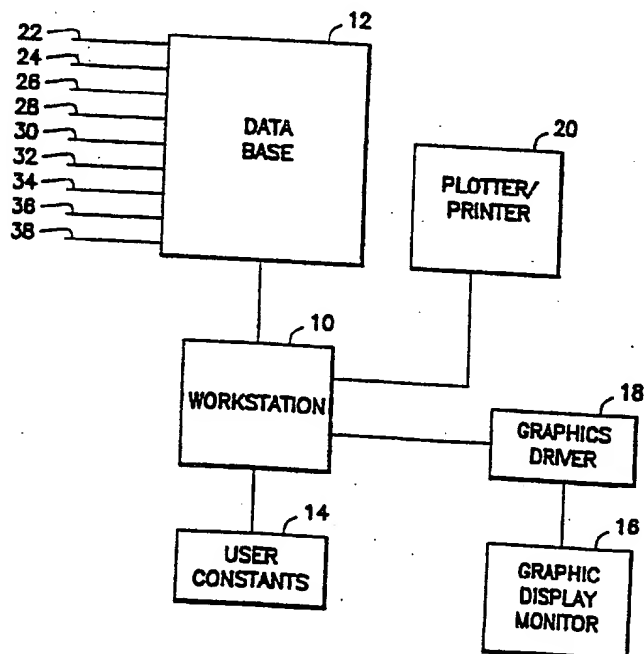 22
24
26
28
30
32
34
36
38
12
DATA
BASE
20
PLOTTER/
PRINTER
10
WORKSTATION
18
GRAPHICS
DRIVER
14
USER
CONSTANTS
16
GRAPHIC
DISPLAY
MONITOR